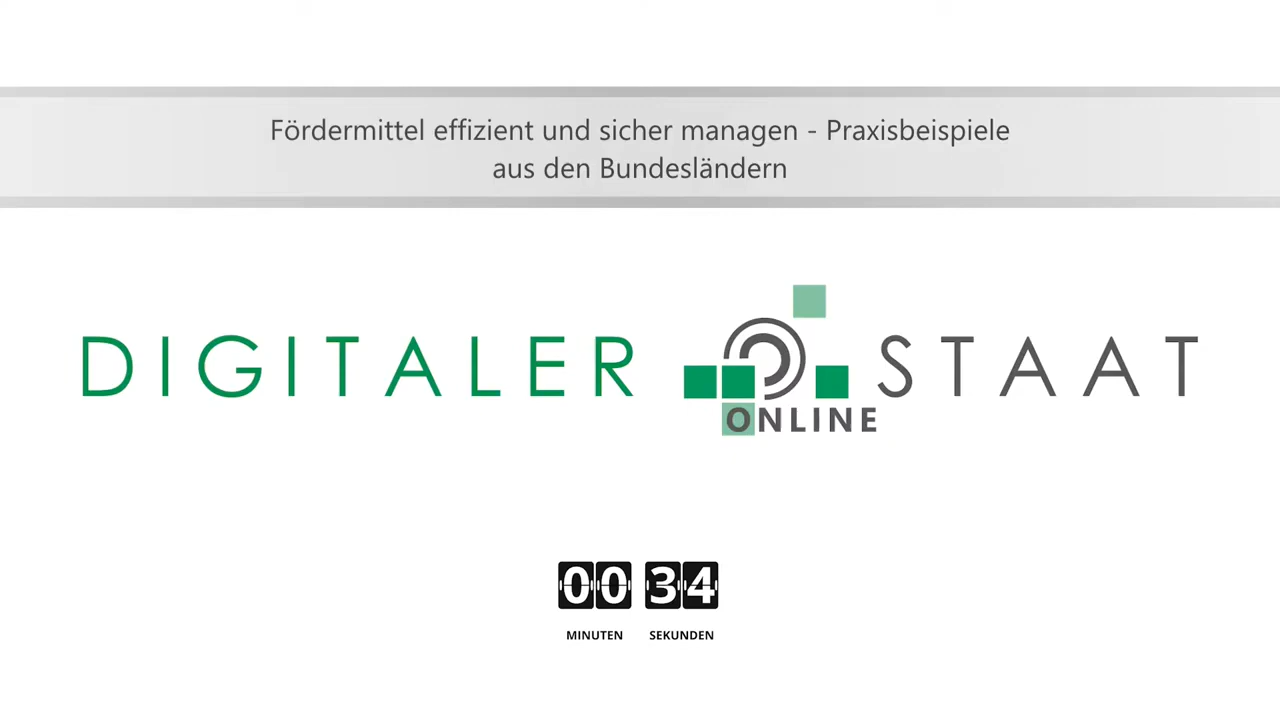 Fördermittel effizient und sicher managen - Praxisbeispiele
aus den Bundesländern
DIGITALER STAAT
ONLINE
00 34
MINUTEN SEKUNDEN